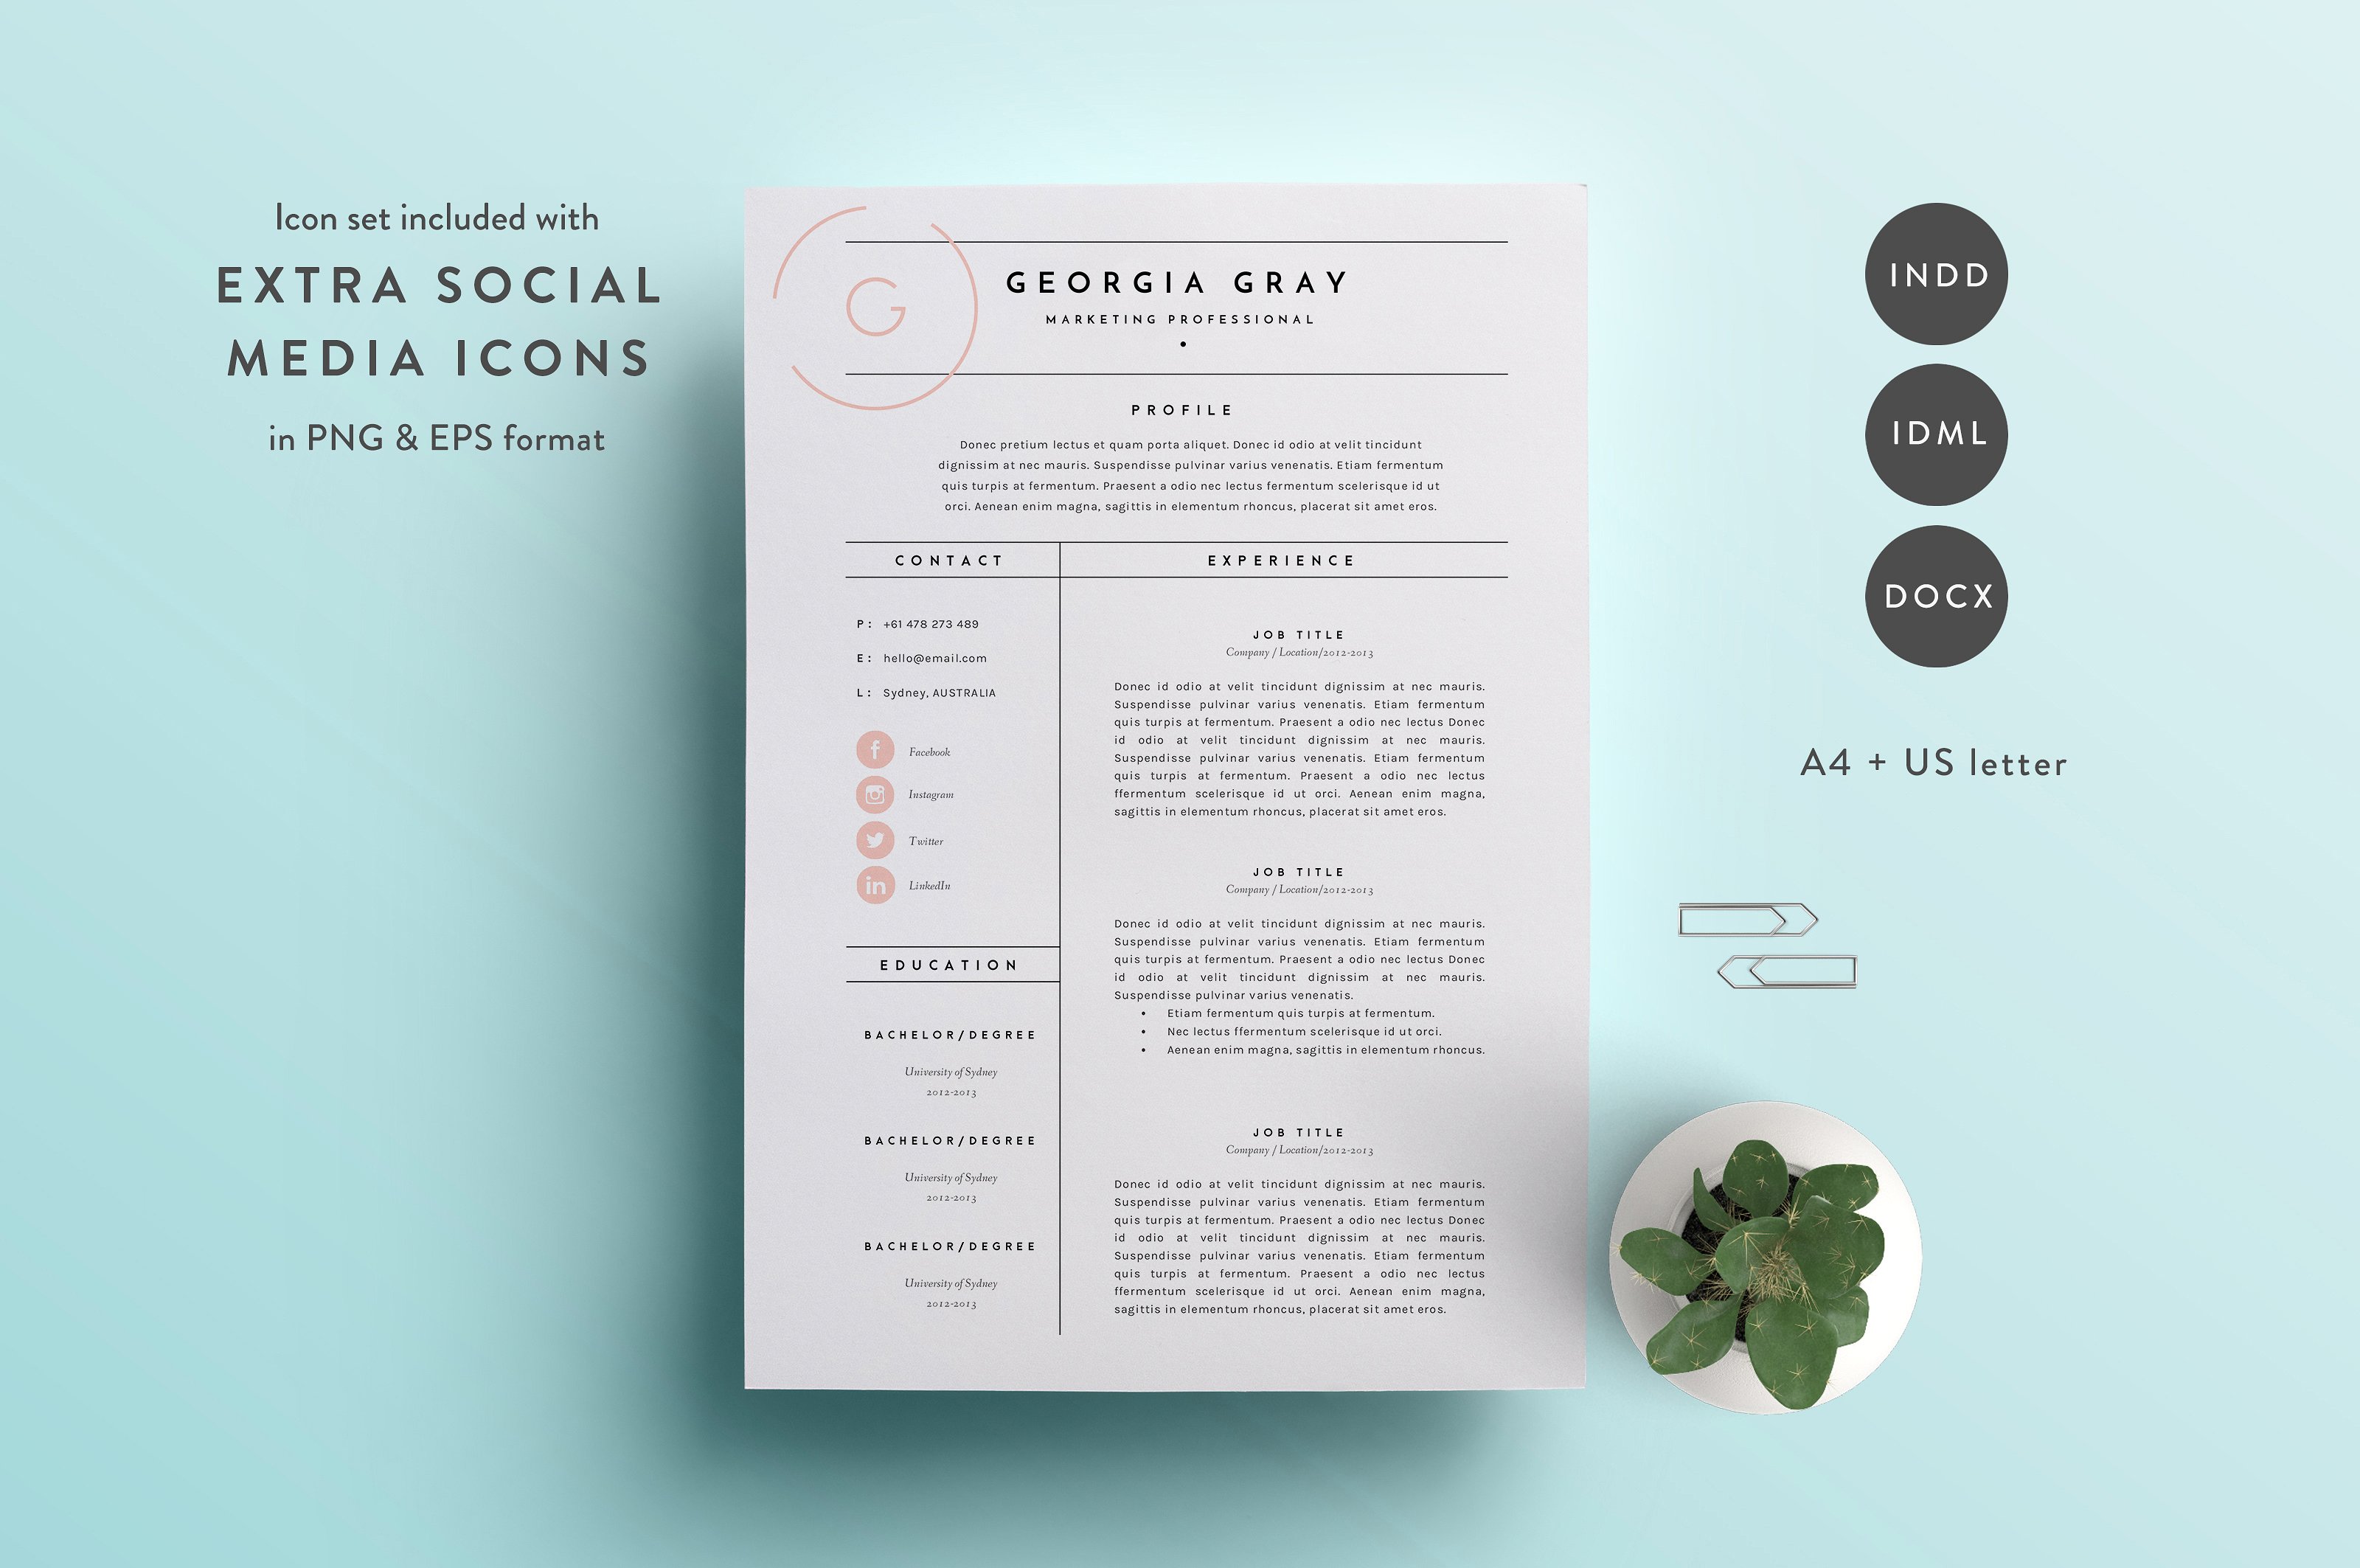 Icon set included with
EXTRA SOCIAL
MEDIA ICONS
in PNG & EPS format
G
GEORGIA GRAY
MARKETING PROFESSIONAL
PROFILE
Donec pretium lectus et quam porta aliquet. Donec id odio at velit tincidunt
dignissim at nec mauris. Suspendisse pulvinar varius venenatis. Etiam fermentum
quis turpis at fermentum. Praesent a odio nec lectus fermentum scelerisque id ut
orci. Aenean enim magna, sagittis in elementum rhoncus, placerat sit amet eros.
CONTACT
P: +61 478 273 489
E: hello@email.com
L: Sydney, AUSTRALIA
f Facebook
Instagram
Twitter
in LinkedIn
EDUCATION
BACHELOR/DEGREE
University of Sydney
2012-2013
BACHELOR/DEGREE
University of Sydney
2012-2013
BACHELOR/DEGREE
University of Sydney
2012-2013
EXPERIENCE
JOB TITLE
Company / Location/2012-2013
Donec id odio at velit tincidunt dignissim at nec mauris.
Suspendisse pulvinar varius venenatis. Etiam fermentum
quis turpis at fermentum. Praesent a odio nec lectus Donec
id odio at velit tincidunt dignissim at nec mauris.
Suspendisse pulvinar varius venenatis. Etiam fermentum
quis turpis at fermentum. Praesent a odio nec lectus
ffermentum scelerisque id ut orci. Aenean enim magna,
sagittis in elementum rhoncus, placerat sit amet eros.
JOB TITLE
Company / Location/2012-2013
Donec id odio at velit tincidunt dignissim at nec mauris.
Suspendisse pulvinar varius venenatis. Etiam fermentum
quis turpis at fermentum. Praesent a odio nec lectus Donec
id odio at velit tincidunt dignissim at nec mauris.
Suspendisse pulvinar varius venenatis.
• Etiam fermentum quis turpis at fermentum.
• Nec lectus ffermentum scelerisque id ut orci.
• Aenean enim magna, sagittis in elementum rhoncus.
JOB TITLE
Company / Location/2012-2013
Donec id odio at velit tincidunt dignissim at nec mauris.
Suspendisse pulvinar varius venenatis. Etiam fermentum
quis turpis at fermentum. Praesent a odio nec lectus Donec
id odio at velit tincidunt dignissim at nec mauris.
Suspendisse pulvinar varius venenatis. Etiam fermentum
quis turpis at fermentum. Praesent a odio nec lectus
ffermentum scelerisque id ut orci. Aenean enim magna,
sagittis in elementum rhoncus, placerat sit amet eros.
INDD
IDML
DOCX
A4 + US letter